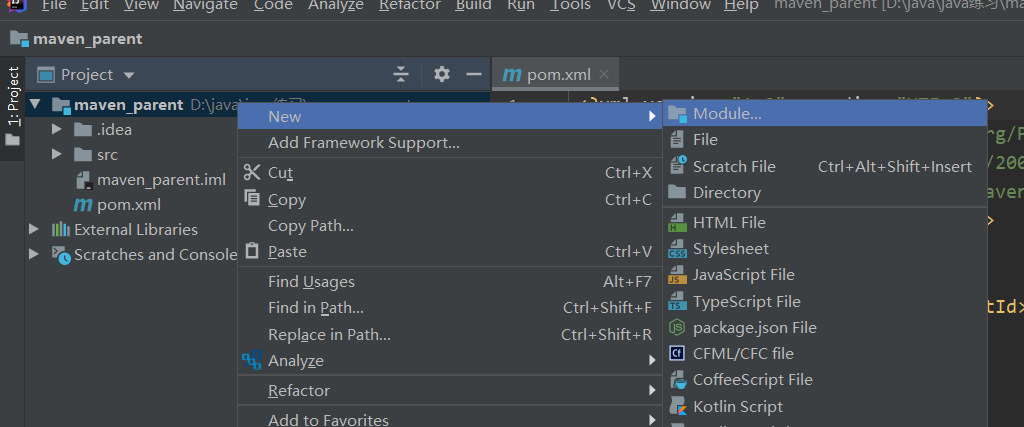 File Edit View Navigate Code Analyze Refactor Build Run Tools VCS Window Help maven_parent [D:\java\java练习\ma
maven_parent
1: Project
Project
pom.xml
maven_parent D:\java\
.idea
src
maven_parent.iml
pom.xml
External Libraries
Scratches and Console
New
Add Framework Support...
Cut Ctrl+X
Copy Ctrl+C
Copy Path...
Paste Ctrl+V
Find Usages Alt+F7
Find in Path... Ctrl+Shift+F
Replace in Path... Ctrl+Shift+R
Analyze
Refactor
Add to Favorites
Module...
File
Scratch File Ctrl+Alt+Shift+Insert
Directory
HTML File
Stylesheet
JavaScript File
TypeScript File
package.json File
CFML/CFC file
CoffeeScript File
Kotlin Script
1
rg/P
/200
aven
>
tId>